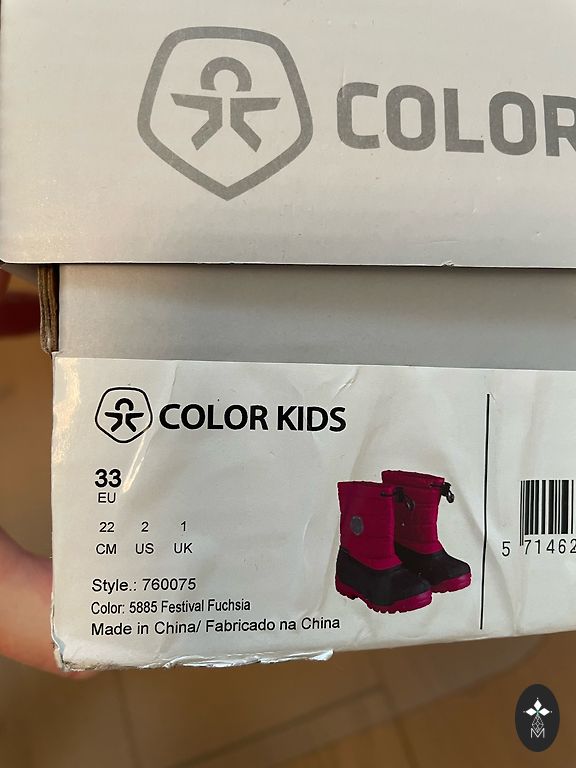 COLOR
COLOR KIDS
33
EU
22 2 1
CM US UK
Style.: 760075
Color: 5885 Festival Fuchsia
Made in China/ Fabricado na China
5 71462
M